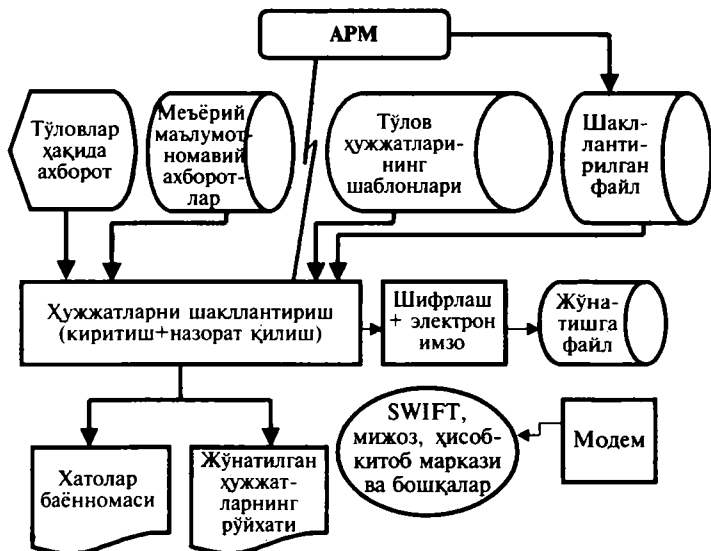 АРМ
Тўловлар
ҳақида
ахборот
Меъёрий
маълумот-
номавий
ахборот-
лар
Тўлов
ҳужжатлари-
нинг
шаблонлари
Шакл-
ланти-
рилган
файл
Ҳужжатларни шакллантириш
(киритиш+назорат қилиш)
Шифрлаш
+ электрон
имзо
Жўна-
тишга
файл
Хатолар
баённомаси
Жўнатилган
ҳужжат-
ларнинг
рўйхати
SWIFT,
мижоз, ҳисоб-
китоб маркази
ва бошқалар
Модем